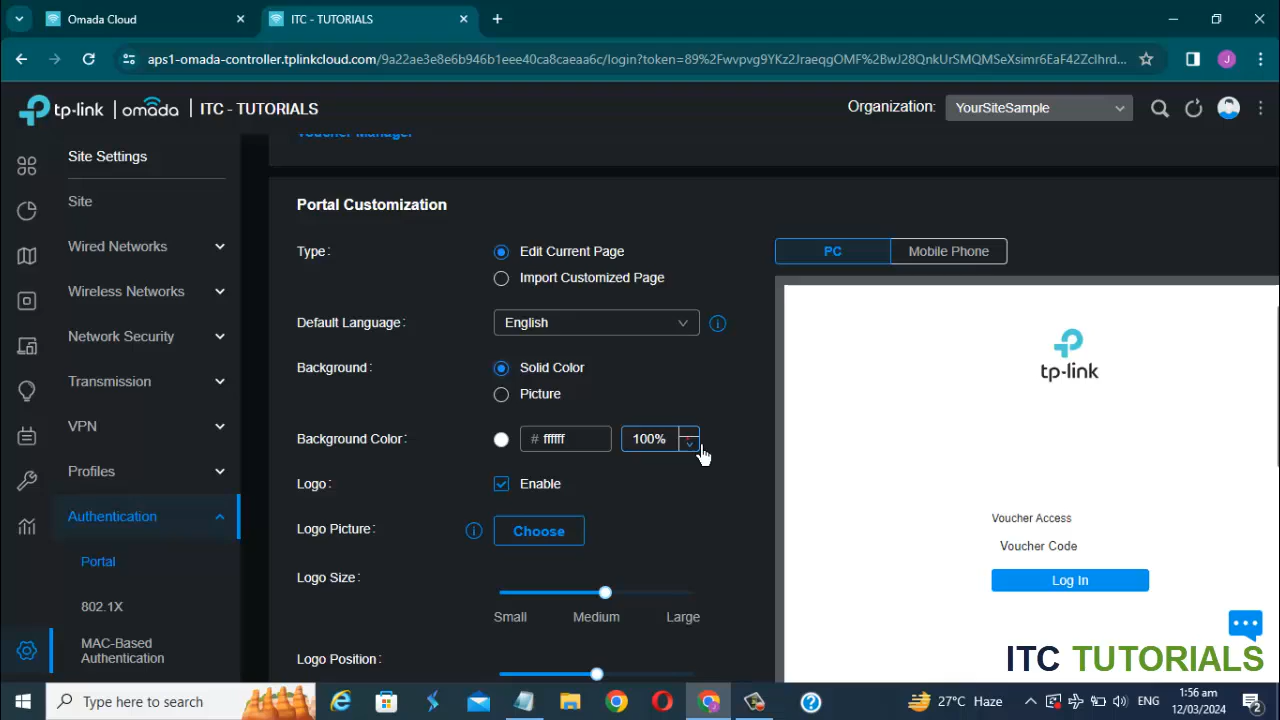 Omada Cloud
ITC - TUTORIALS
aps1-omada-controller.tplinkcloud.com/9a22ae3e8e6b946b1eee40ca8caeaa6c/login?token=89%2Fwvpvg9YKz2JraeqgOMF%2BwJ28QnkUrSMQMSeXsimr6EaF42ZcIhrd...
J
tp-link | omada | ITC - TUTORIALS
Organization: YourSiteSample
Voucher Manager
Site Settings
Site
Wired Networks
Wireless Networks
Network Security
Transmission
VPN
Profiles
Authentication
Portal
802.1X
MAC-Based
Authentication
Portal Customization
Type: Edit Current Page
Import Customized Page
Default Language: English
Background: Solid Color
Picture
Background Color: # ffffff 100%
Logo: Enable
Logo Picture: Choose
Logo Size:
Small Medium Large
Logo Position:
PC Mobile Phone
tp-link
Voucher Access
Voucher Code
Log In
ITC TUTORIALS
Type here to search
27°C Haze
ENG
1:56 am
12/03/2024
2